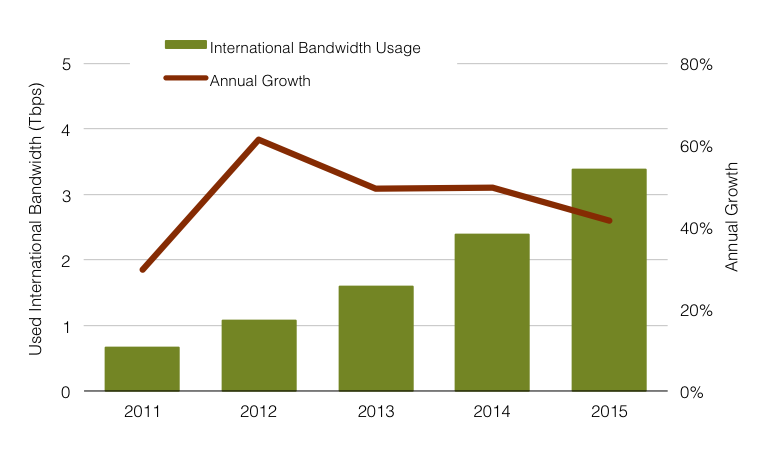 International Bandwidth Usage
Annual Growth
Used International Bandwidth (Tbps)
5
4
3
2
1
0
80%
60%
40%
20%
0%
Annual Growth
2011 2012 2013 2014 2015